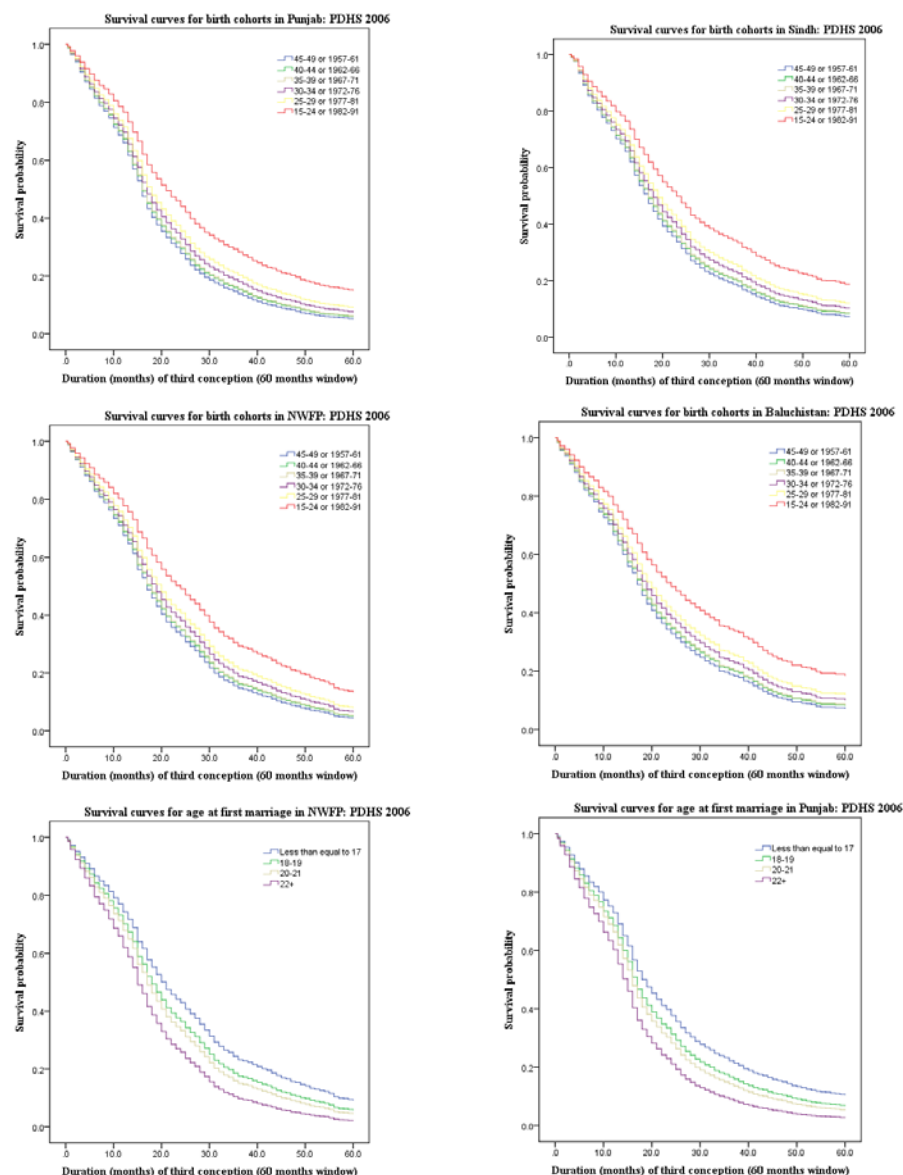 Survival curves for birth cohorts in Punjab: PDHS 2006
45-49 or 1957-61
40-44 or 1962-66
35-39 or 1967-71
30-34 or 1972-76
25-29 or 1977-81
15-24 or 1982-91
Survival probability
1.0
0.8
0.6
0.4
0.2
0.0
.0 10.0 20.0 30.0 40.0 50.0 60.0
Duration (months) of third conception (60 months window)
Survival curves for birth cohorts in Sindh: PDHS 2006
45-49 or 1957-61
40-44 or 1962-66
35-39 or 1967-71
30-34 or 1972-76
25-29 or 1977-81
15-24 or 1982-91
Survival probability
1.0
0.8
0.6
0.4
0.2
0.0
.0 10.0 20.0 30.0 40.0 50.0 60.0
Duration (months) of third conception (60 months window)
Survival curves for birth cohorts in NWFP: PDHS 2006
45-49 or 1957-61
40-44 or 1962-66
35-39 or 1967-71
30-34 or 1972-76
25-29 or 1977-81
15-24 or 1982-91
Survival probability
1.0
0.8
0.6
0.4
0.2
0.0
.0 10.0 20.0 30.0 40.0 50.0 60.0
Duration (months) of third conception (60 months window)
Survival curves for birth cohorts in Baluchistan: PDHS 2006
45-49 or 1957-61
40-44 or 1962-66
35-39 or 1967-71
30-34 or 1972-76
25-29 or 1977-81
15-24 or 1982-91
Survival probability
1.0
0.8
0.6
0.4
0.2
0.0
.0 10.0 20.0 30.0 40.0 50.0 60.0
Duration (months) of third conception (60 months window)
Survival curves for age at first marriage in NWFP: PDHS 2006
Less than equal to 17
18-19
20-21
22+
Survival probability
1.0
0.8
0.6
0.4
0.2
0.0
.0 10.0 20.0 30.0 40.0 50.0 60.0
Duration (months) of third conception (60 months window)
Survival curves for age at first marriage in Punjab: PDHS 2006
Less than equal to 17
18-19
20-21
22+
Survival probability
1.0
0.8
0.6
0.4
0.2
0.0
.0 10.0 20.0 30.0 40.0 50.0 60.0
Duration (months) of third conception (60 months window)